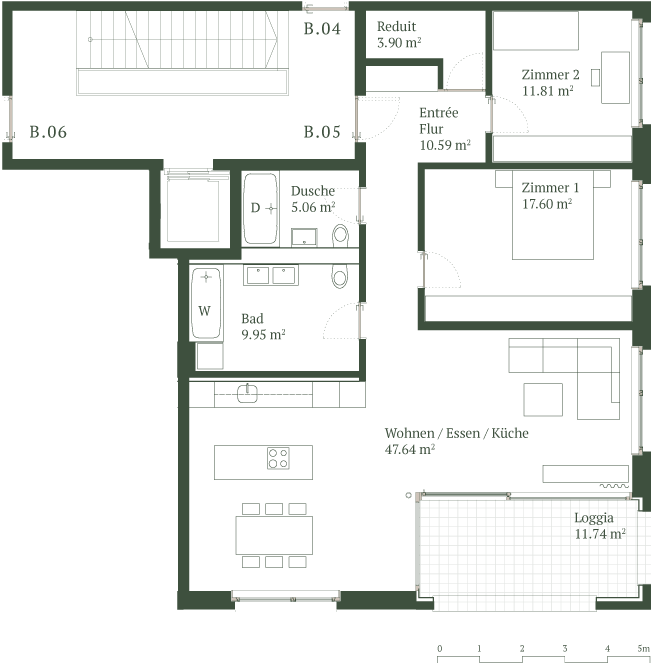 B.04
Reduit
3.90 m²
Zimmer 2
11.81 m²
B.06
B.05
Entrée
Flur
10.59 m²
D
Dusche
5.06 m²
Zimmer 1
17.60 m²
W
Bad
9.95 m²
Wohnen / Essen / Küche
47.64 m²
Loggia
11.74 m²
0 1 2 3 4 5m